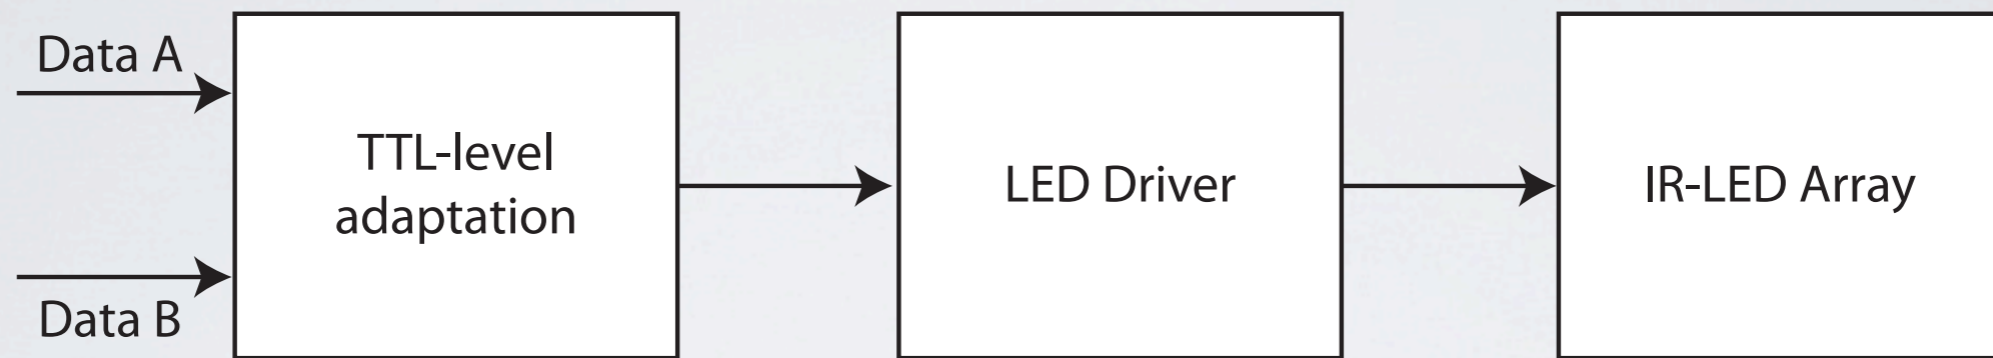 Data A
Data B
TTL-level
adaptation
LED Driver
IR-LED Array